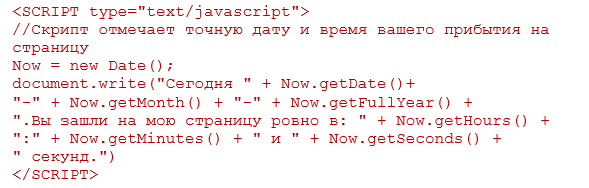 <SCRIPT type="text/javascript">
//Скрипт отмечает точную дату и время вашего прибытия на
страницу
Now = new Date();
document.write("Сегодня " + Now.getDate()+
"-" + Now.getMonth() + "-" + Now.getFullYear() +
".Вы зашли на мою страницу ровно в: " + Now.getHours() +
":" + Now.getMinutes() + " и " + Now.getSeconds() +
" секунд.")
</SCRIPT>